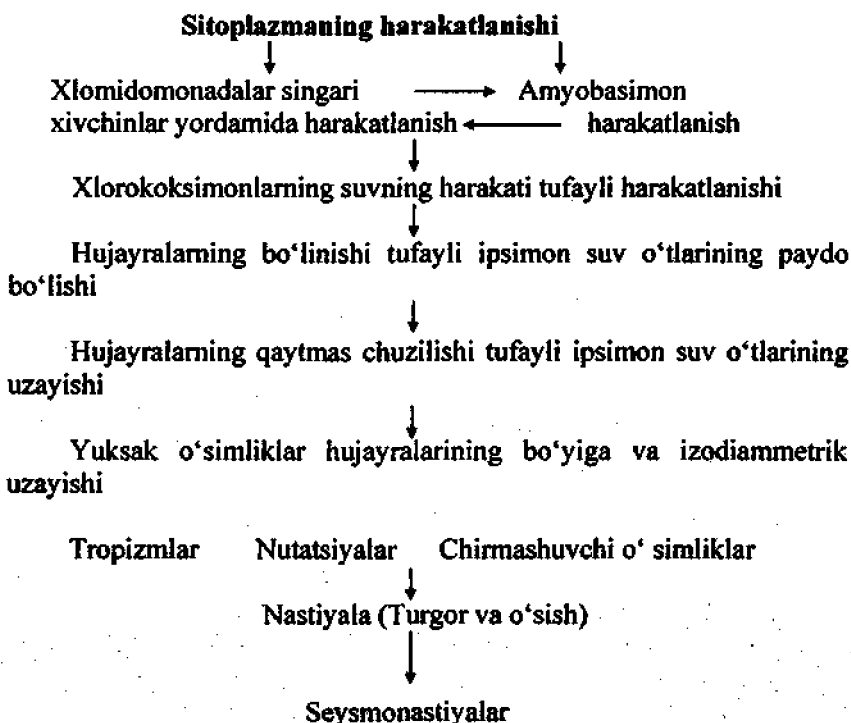 Sitoplazmaning harakatlanishi
Xlomidomonadalar singari Amyobasimon
xivchinlar yordamida harakatlanish harakatlanish
Xlorokoksimonlarning suvning harakati tufayli harakatlanishi
Hujayralarning bo‘linishi tufayli ipsimon suv o‘tlarining paydo
bo‘lishi
Hujayralarning qaytmas chuzilishi tufayli ipsimon suv o‘tlarining
uzayishi
Yuksak o‘simliklar hujayralarining bo‘yiga va izodiammetrik
uzayishi
Tropizmlar Nutatsiyalar Chirmashuvchi o‘ simliklar
Nastiyala (Turgor va o‘sish)
Seysmonastiyalar